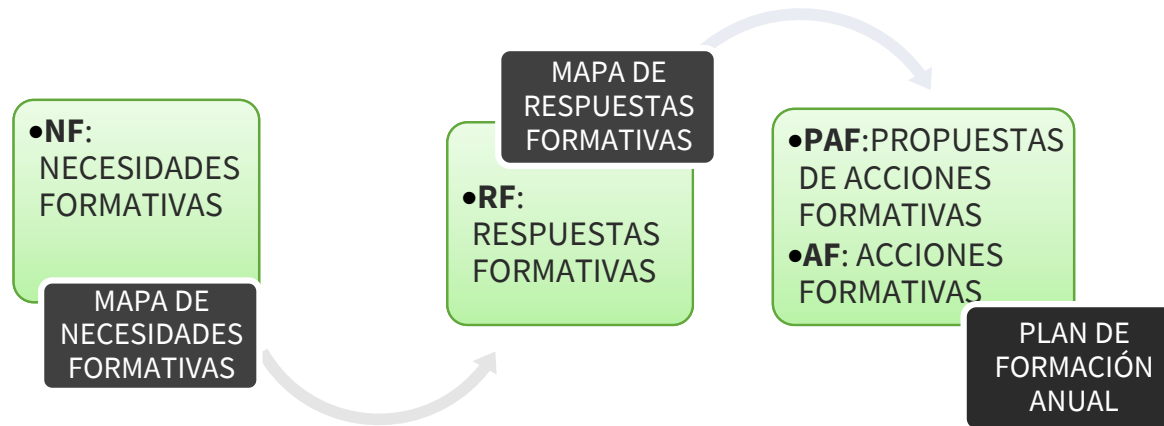 •NF:
NECESIDADES
FORMATIVAS
MAPA DE
NECESIDADES
FORMATIVAS
MAPA DE
RESPUESTAS
FORMATIVAS
•RF:
RESPUESTAS
FORMATIVAS
•PAF:PROPUESTAS
DE ACCIONES
FORMATIVAS
•AF: ACCIONES
FORMATIVAS
PLAN DE
FORMACIÓN
ANUAL